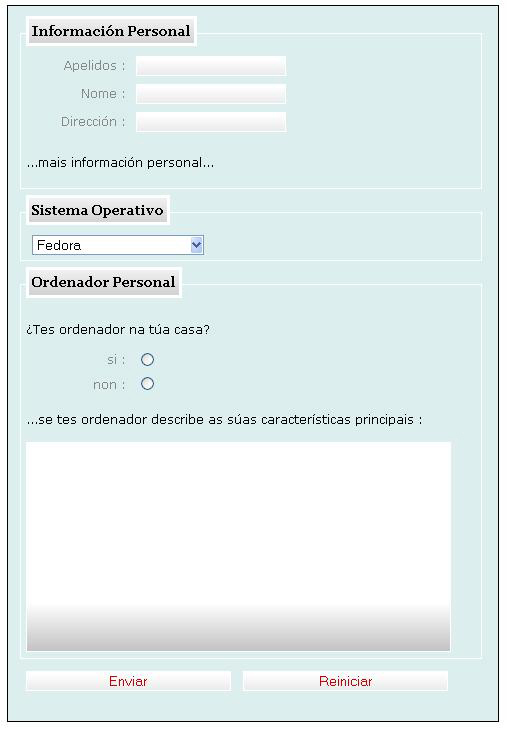 Información Personal
Apelidos :
Nome :
Dirección :
...mais información personal...
Sistema Operativo
Fedora
Ordenador Personal
¿Tes ordenador na túa casa?
si :
non :
...se tes ordenador describe as súas características principais :
Enviar Reiniciar